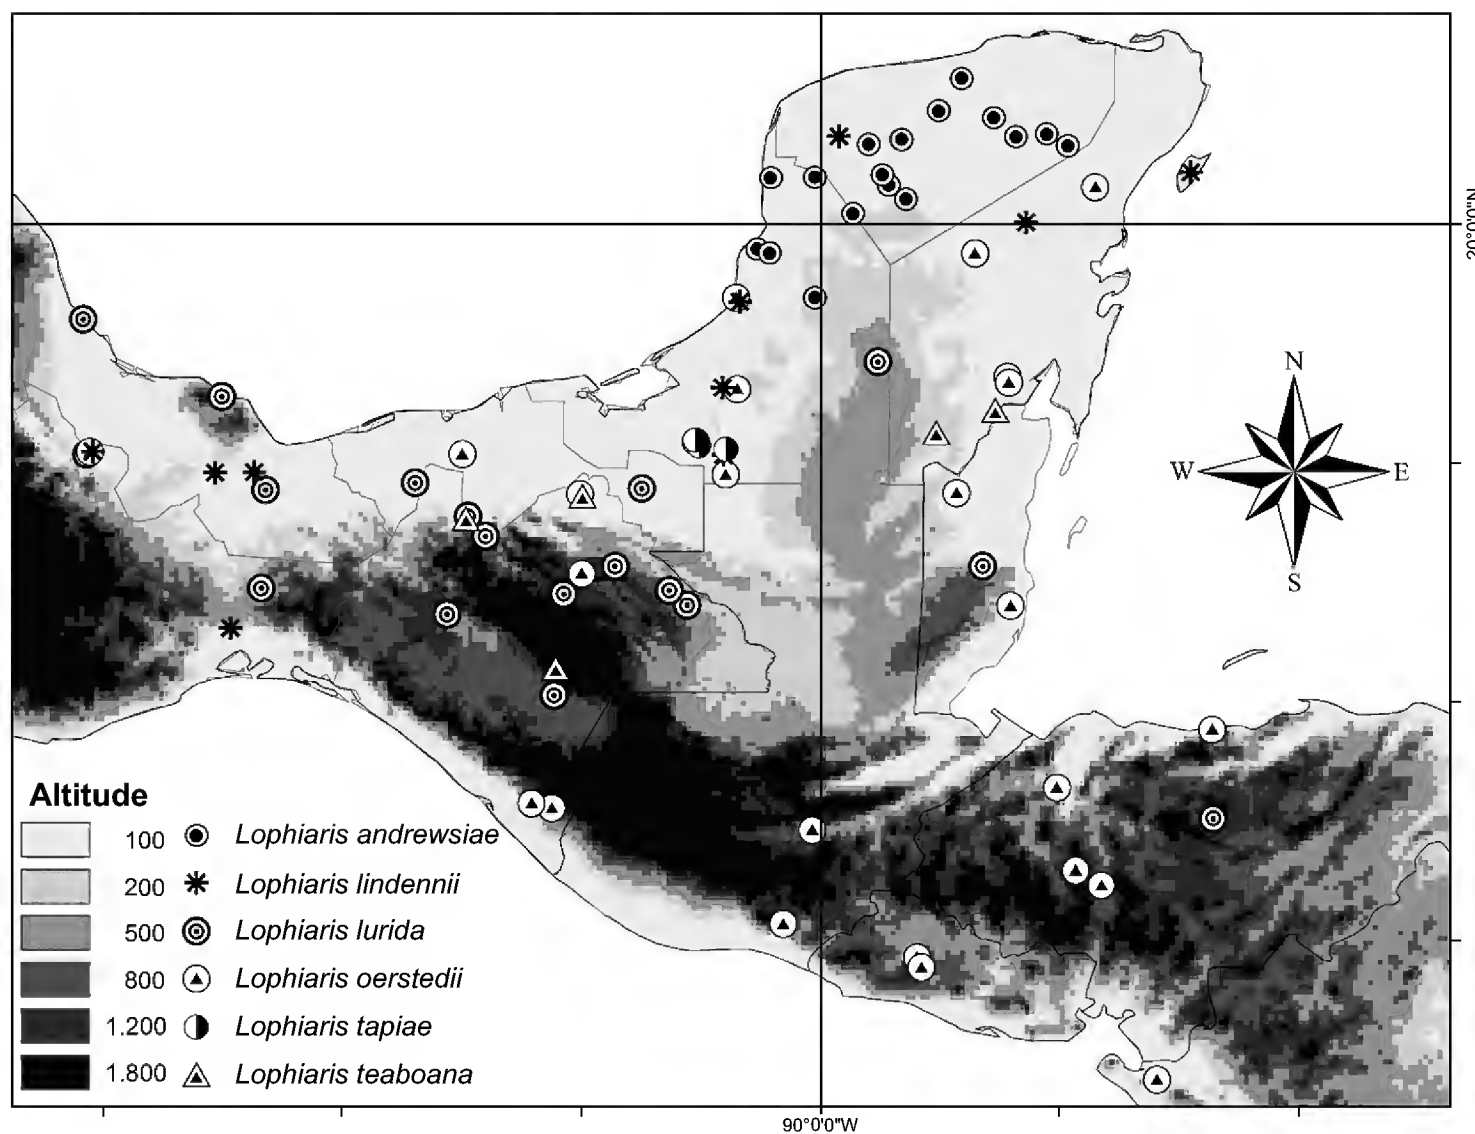 N
W E
S
20°0'0"N
Altitude
100 Lophiaris andrewsiae
200 Lophiaris lindennii
500 Lophiaris lurida
800 Lophiaris oerstedii
1.200 Lophiaris tapiae
1.800 Lophiaris teaboana
90°0'0"W